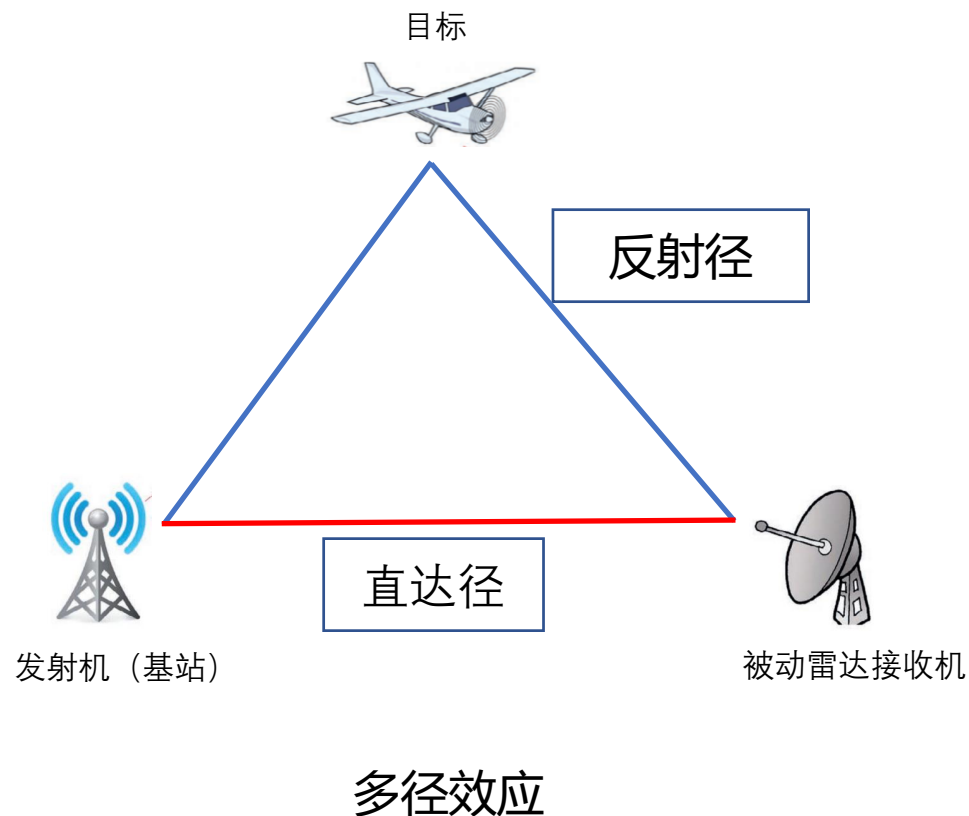 目标
反射径
直达径
发射机（基站）
被动雷达接收机
多径效应